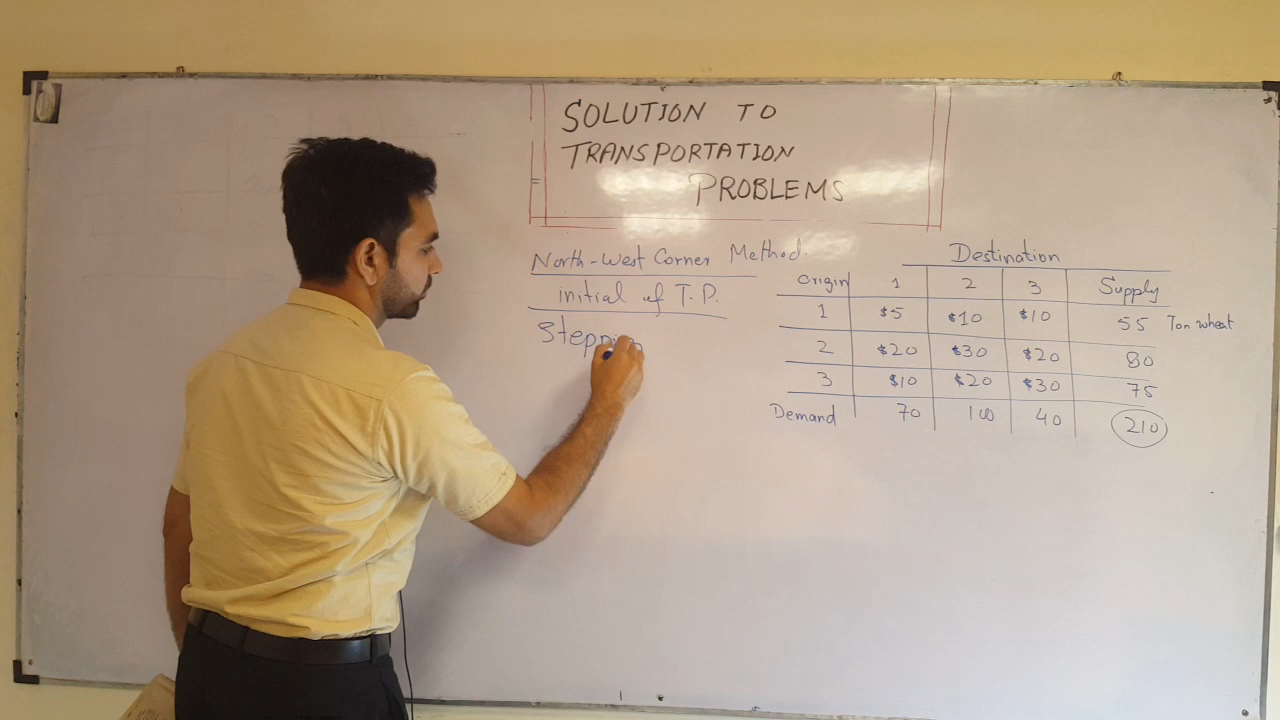 SOLUTION TO
TRANSPORTATION
PROBLEMS
North-West Corner Method.
initial of T.P.
Destination
Origin 1 2 3 Supply
1 $5 $10 $10 55 Ton wheat
2 $20 $30 $20 80
3 $10 $20 $30 75
Demand 70 100 40 210